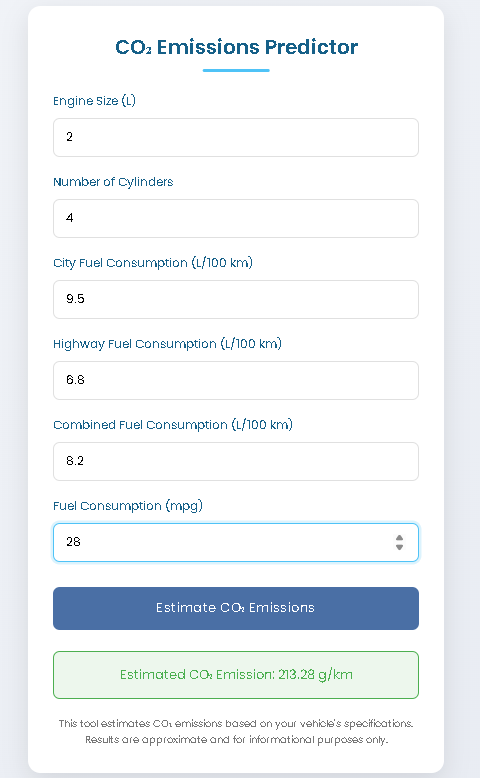 CO₂ Emissions Predictor
Engine Size (L)
2
Number of Cylinders
4
City Fuel Consumption (L/100 km)
9.5
Highway Fuel Consumption (L/100 km)
6.8
Combined Fuel Consumption (L/100 km)
8.2
Fuel Consumption (mpg)
28
Estimate CO₂ Emissions
Estimated CO₂ Emission: 213.28 g/km
This tool estimates CO₂ emissions based on your vehicle's specifications.
Results are approximate and for informational purposes only.